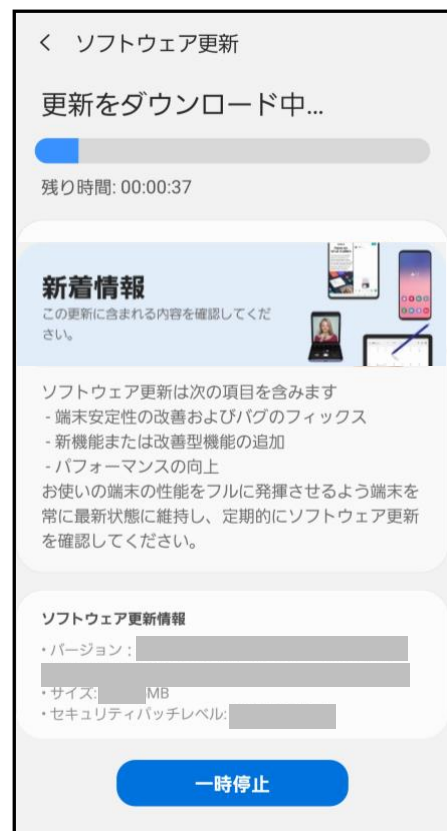 ソフトウェア更新
更新をダウンロード中...
残り時間: 00:00:37
新着情報
この更新に含まれる内容を確認してくだ
さい。
ソフトウェア更新は次の項目を含みます
- 端末安定性の改善およびバグのフィックス
- 新機能または改善型機能の追加
- パフォーマンスの向上
お使いの端末の性能をフルに発揮させるよう端末を
常に最新状態に維持し、定期的にソフトウェア更新
を確認してください。
ソフトウェア更新情報
・バージョン :
・サイズ: MB
・セキュリティパッチレベル:
一時停止